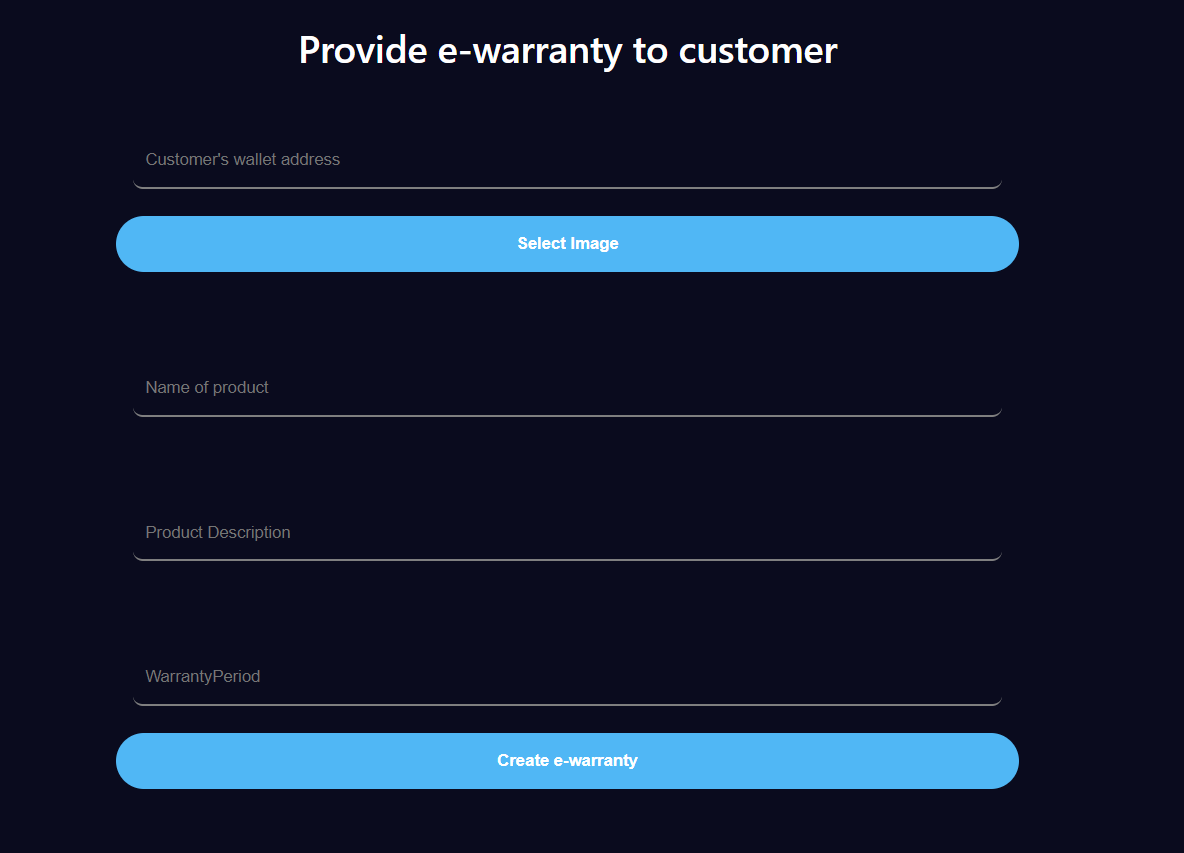 Provide e-warranty to customer
Customer's wallet address
Select Image
Name of product
Product Description
WarrantyPeriod
Create e-warranty